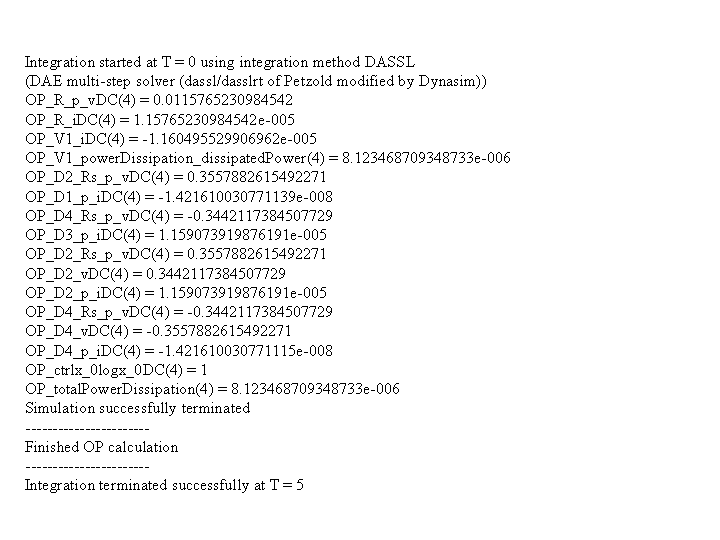 Integration started at T = 0 using integration method DASSL
(DAE multi-step solver (dassl/dasslrt of Petzold modified by Dynasim))
OP_R_p_vDC(4) = 0.0115765230984542
OP_R_iDC(4) = 1.15765230984542e-005
OP_V1_iDC(4) = -1.160495529906962e-005
OP_V1_powerDissipation_dissipatedPower(4) = 8.123468709348733e-006
OP_D2_Rs_p_vDC(4) = 0.3557882615492271
OP_D1_p_iDC(4) = -1.421610030771139e-008
OP_D4_Rs_p_vDC(4) = -0.3442117384507729
OP_D3_p_iDC(4) = 1.159073919876191e-005
OP_D2_Rs_p_vDC(4) = 0.3557882615492271
OP_D2_vDC(4) = 0.3442117384507729
OP_D2_p_iDC(4) = 1.159073919876191e-005
OP_D4_Rs_p_vDC(4) = -0.3442117384507729
OP_D4_vDC(4) = -0.3557882615492271
OP_D4_p_iDC(4) = -1.421610030771115e-008
OP_ctrlx_0logx_0DC(4) = 1
OP_totalPowerDissipation(4) = 8.123468709348733e-006
Simulation successfully terminated
-----------------------
Finished OP calculation
-----------------------
Integration terminated successfully at T = 5